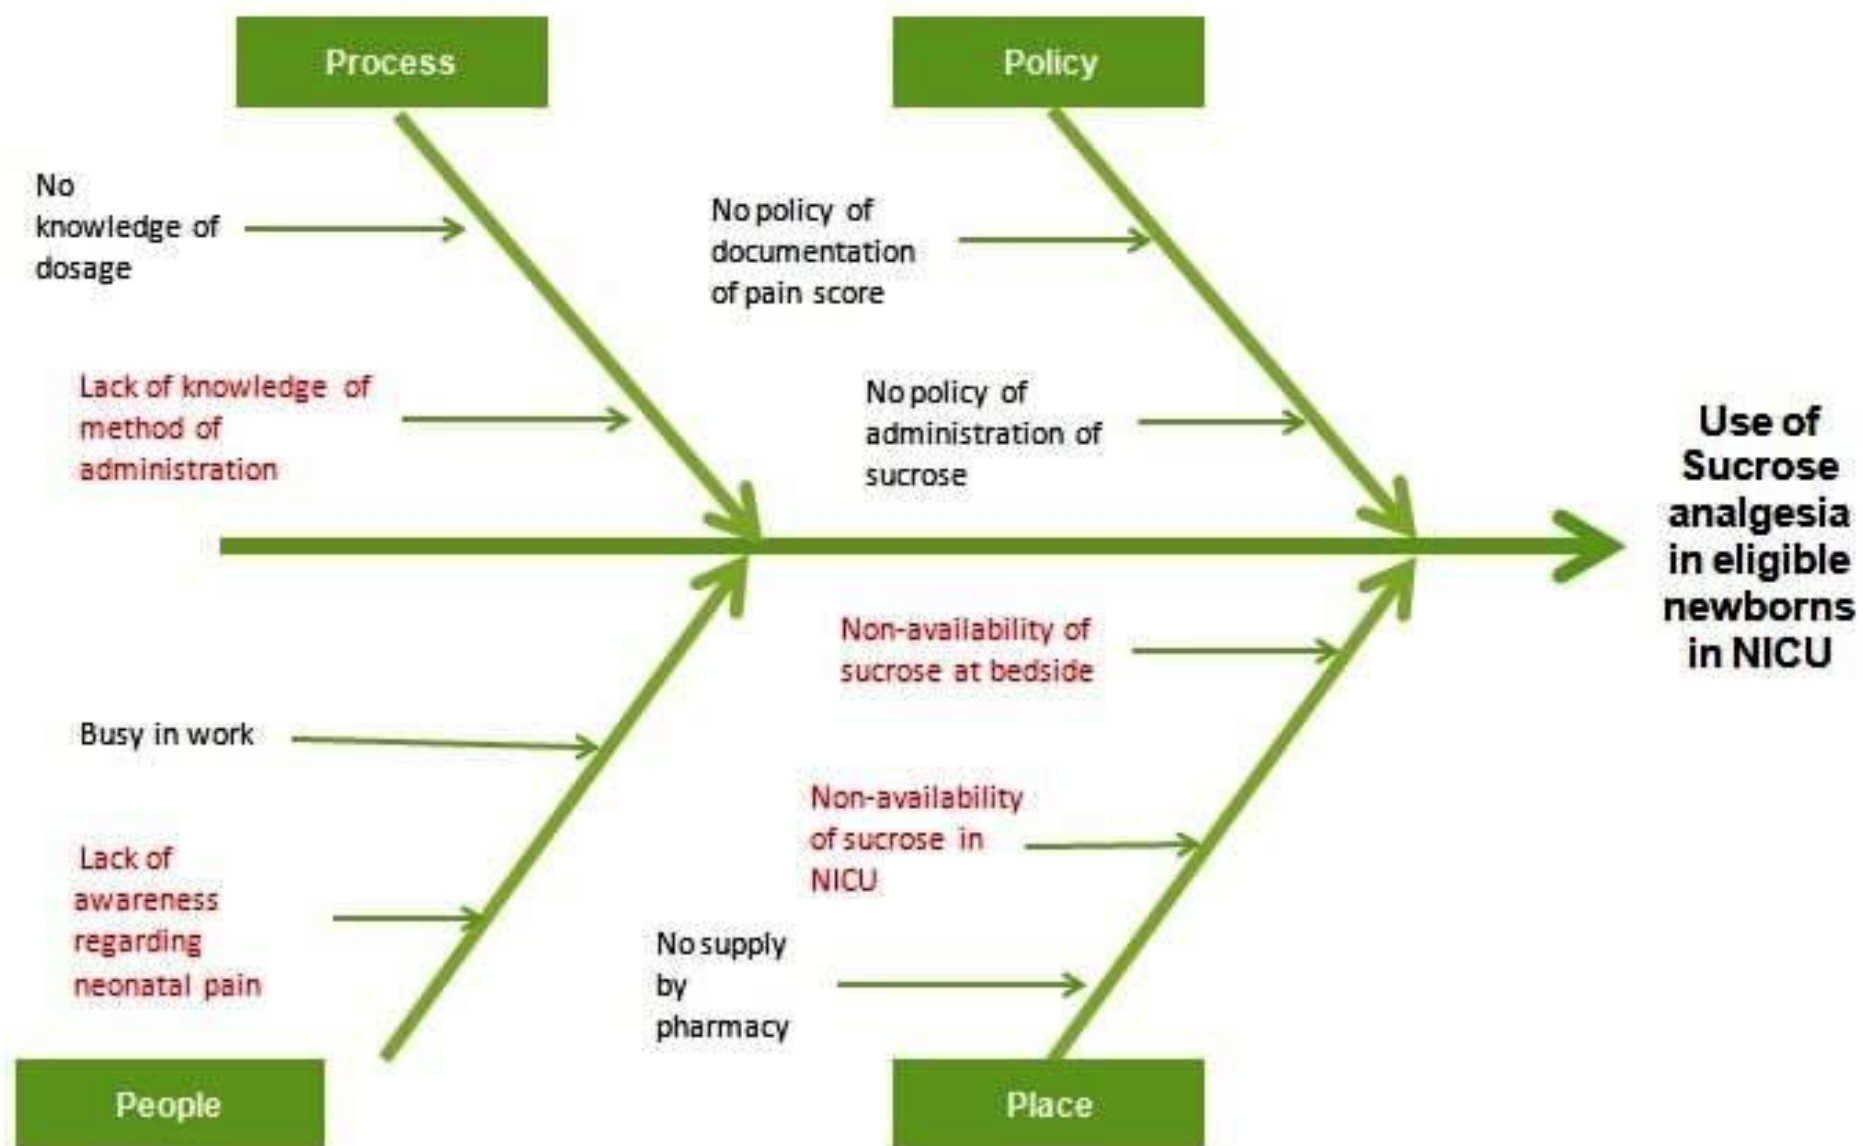 Process
Policy
No
knowledge of
dosage
No policy of
documentation
of pain score
Lack of knowledge of
method of
administration
No policy of
administration of
sucrose
Use of
Sucrose
analgesia
in eligible
newborns
in NICU
Non-availability of
sucrose at bedside
Busy in work
Non-availability
of sucrose in
NICU
Lack of
awareness
regarding
neonatal pain
No supply
by
pharmacy
People
Place